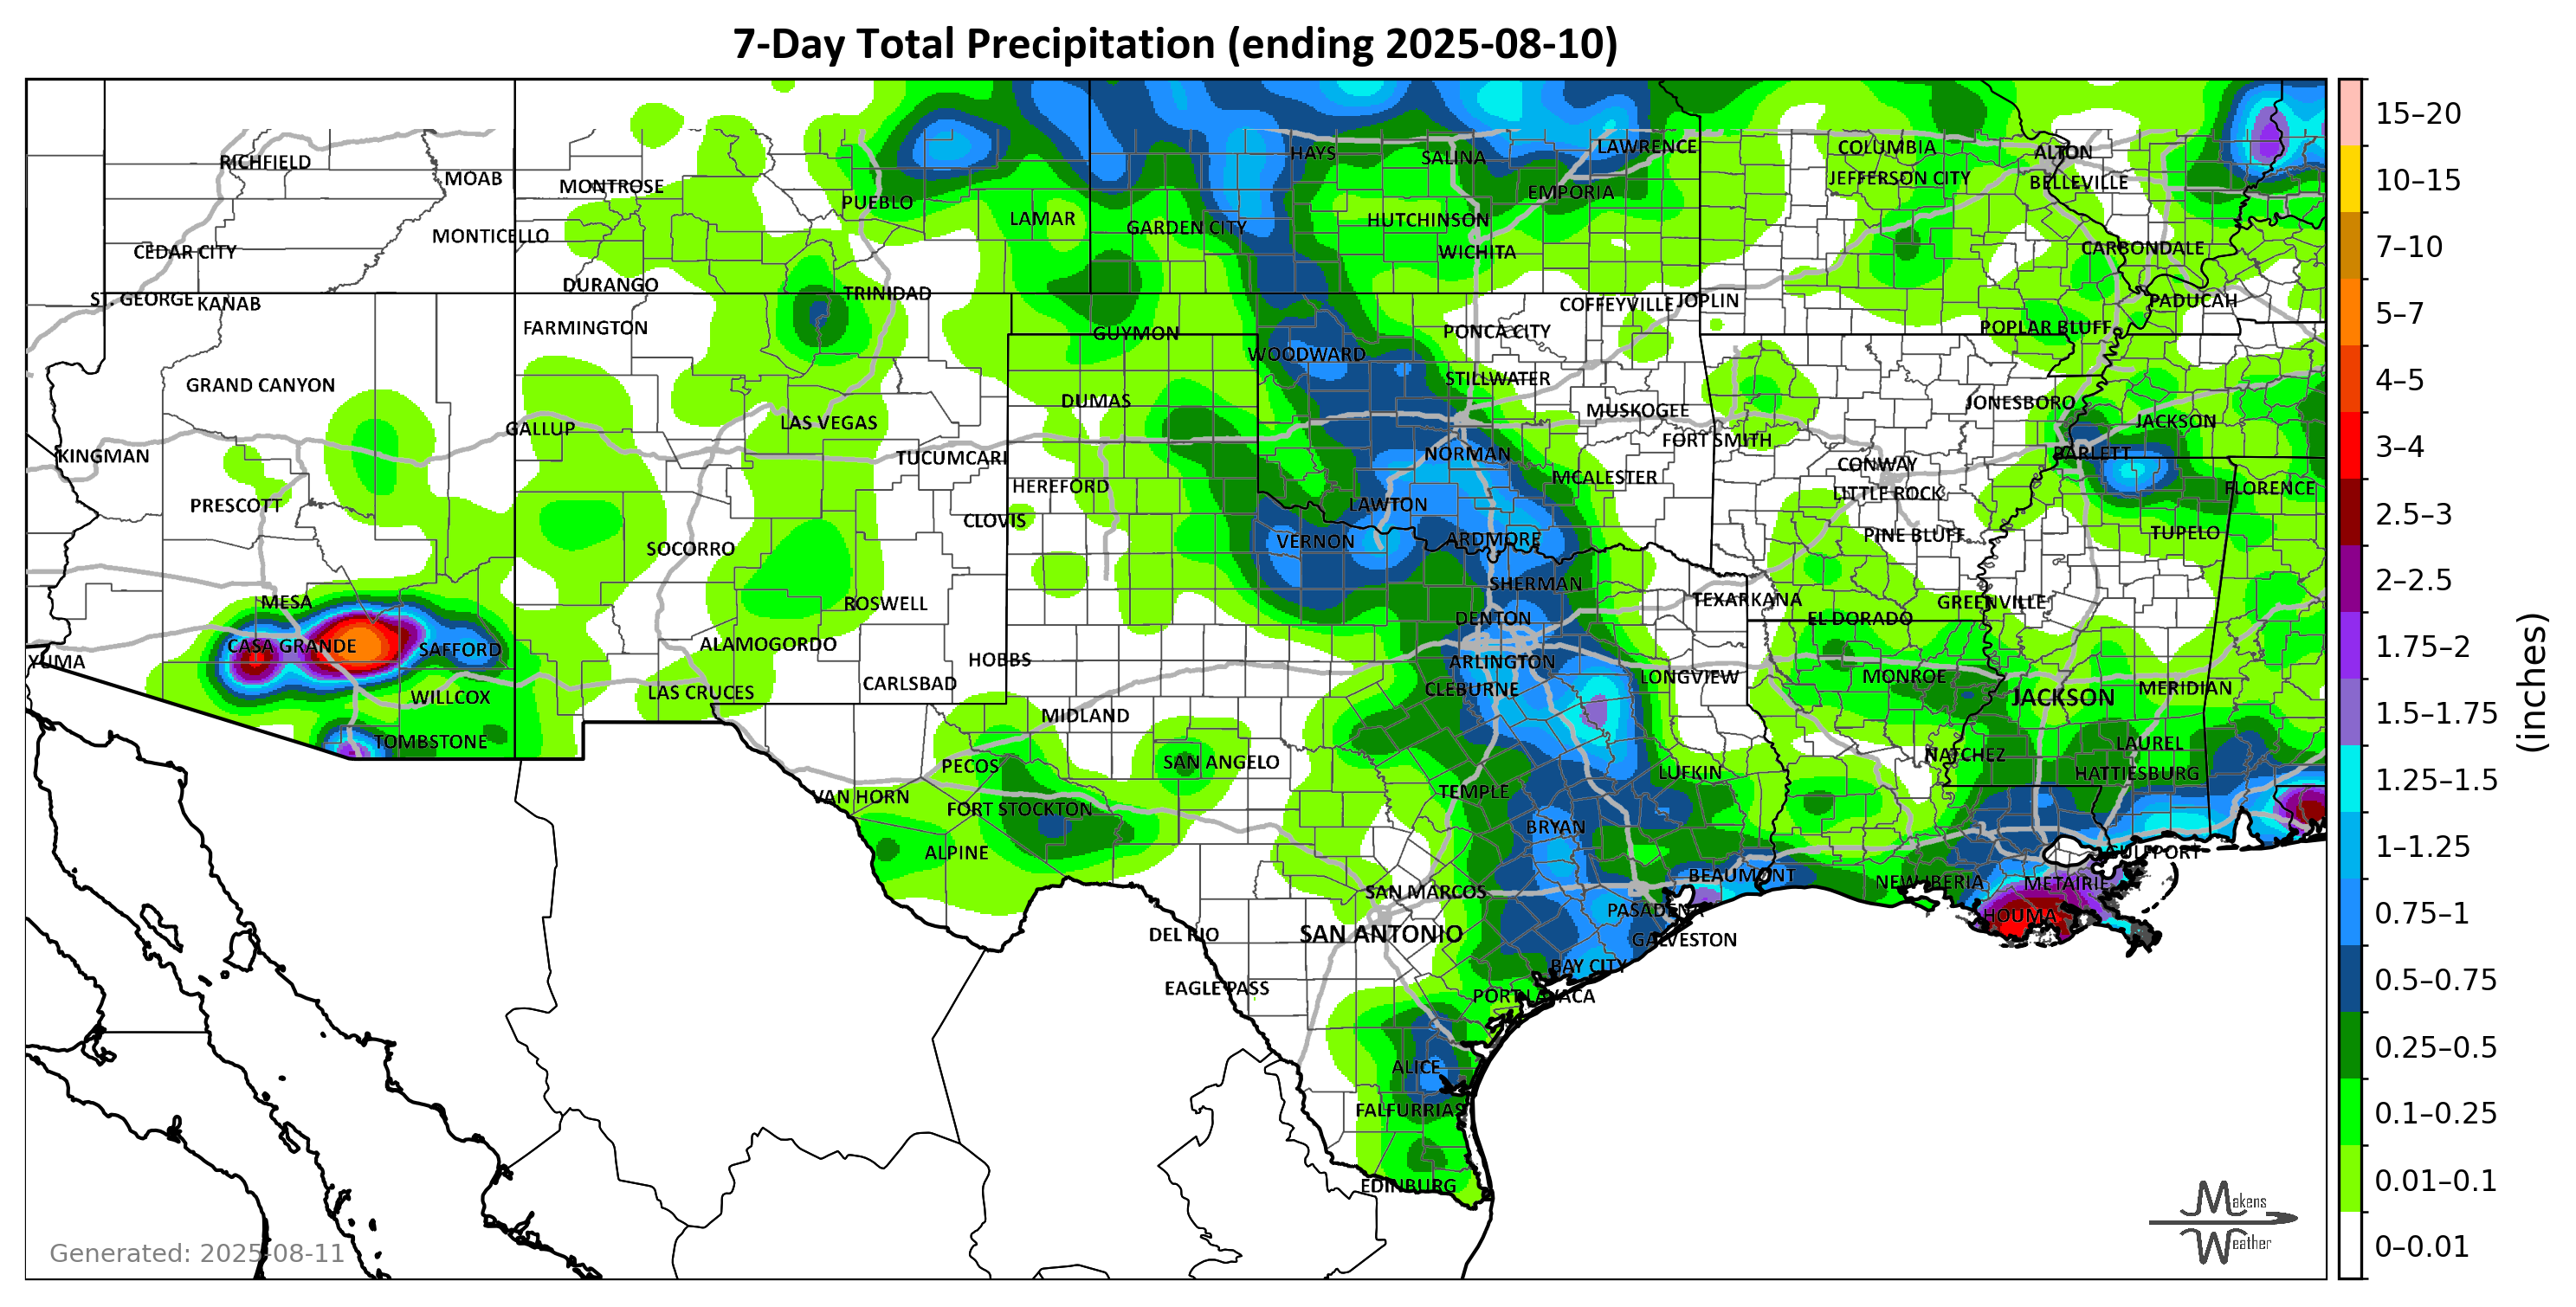 7-Day Total Precipitation (ending 2025-08-10)
RICHFIELD
MOAB
MONTROSE
PUEBLO
LAMAR
GARDEN CITY
HAYS
SALINA
LAWRENCE
EMPORIA
HUTCHINSON
WICHITA
COLUMBIA
JEFFERSON CITY
ALTON
BELLEVILLE
CEDAR CITY
MONTICELLO
DURANGO
TRINIDAD
CARBONDALE
ST. GEORGE
KANAB
FARMINGTON
GUYMON
COFFEYVILLE
JOPLIN
PADUCAH
PONCA CITY
POPLAR BLUFF
WOODWARD
STILLWATER
GRAND CANYON
DUMAS
MUSKOGEE
JONESBORO
JACKSON
GALLUP
LAS VEGAS
FORT SMITH
KINGMAN
TUCUMCARI
NORMAN
BARLETT
CONWAY
PRESCOTT
HEREFORD
MCALESTER
LITTLE ROCK
FLORENCE
CLOVIS
LAWTON
PINE BLUFF
TUPELO
SOCORRO
VERNON
ARDMORE
SHERMAN
MESA
ROSWELL
DENTON
TEXARKANA
EL DORADO
GREENVILLE
CASA GRANDE
SAFFORD
ALAMOGORDO
HOBBS
ARLINGTON
YUMA
WILLCOX
LAS CRUCES
CARLSBAD
CLEBURNE
LONGVIEW
MONROE
JACKSON
MERIDIAN
TOMBSTONE
MIDLAND
PECOS
SAN ANGELO
NATCHEZ
LAUREL
LUFKIN
HATTIESBURG
VAN HORN
FORT STOCKTON
TEMPLE
BRYAN
ALPINE
GULFPORT
SAN MARCOS
BEAUMONT
NEW IBERIA
METAIRIE
PASADENA
HOUMA
DEL RIO
SAN ANTONIO
GALVESTON
BAY CITY
EAGLE PASS
PORT LAVACA
ALICE
FALFURRIAS
EDINBURG
Generated: 2025-08-11
Makens
Weather
15–20
10–15
7–10
5–7
4–5
3–4
2.5–3
2–2.5
1.75–2
1.5–1.75
1.25–1.5
1–1.25
0.75–1
0.5–0.75
0.25–0.5
0.1–0.25
0.01–0.1
0–0.01
(inches)